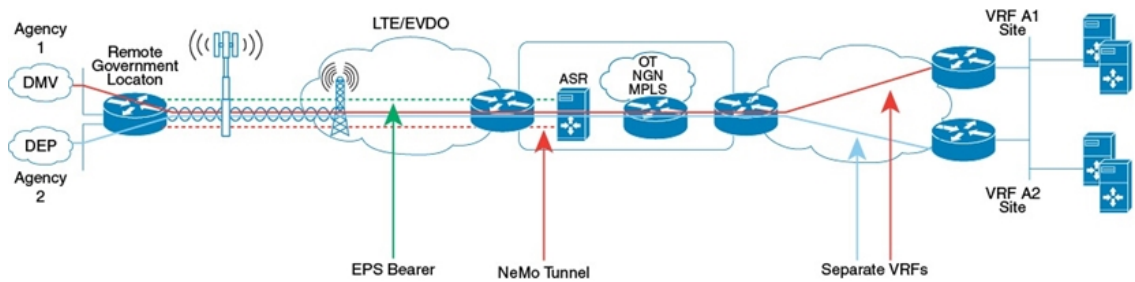 Agency
1
DMV
DEP
Agency
2
Remote
Government
Locaton
LTE/EVDO
ASR
OT
NGN
MPLS
VRF A1
Site
VRF A2
Site
EPS Bearer
NeMo Tunnel
Separate VRFs